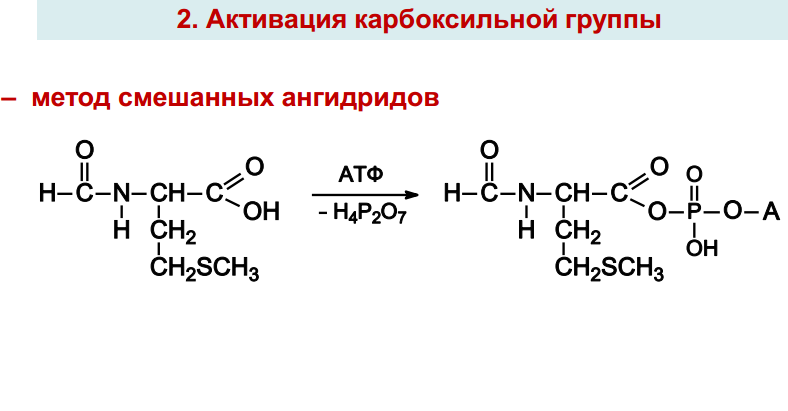 2. Активация карбоксильной группы
– метод смешанных ангидридов
O O
H–C–N–CH–C O АТФ H–C–N–CH–C O O
OH - H4P2O7 O–P–O–A
H CH2 H CH2 OH
CH2SCH3 CH2SCH3